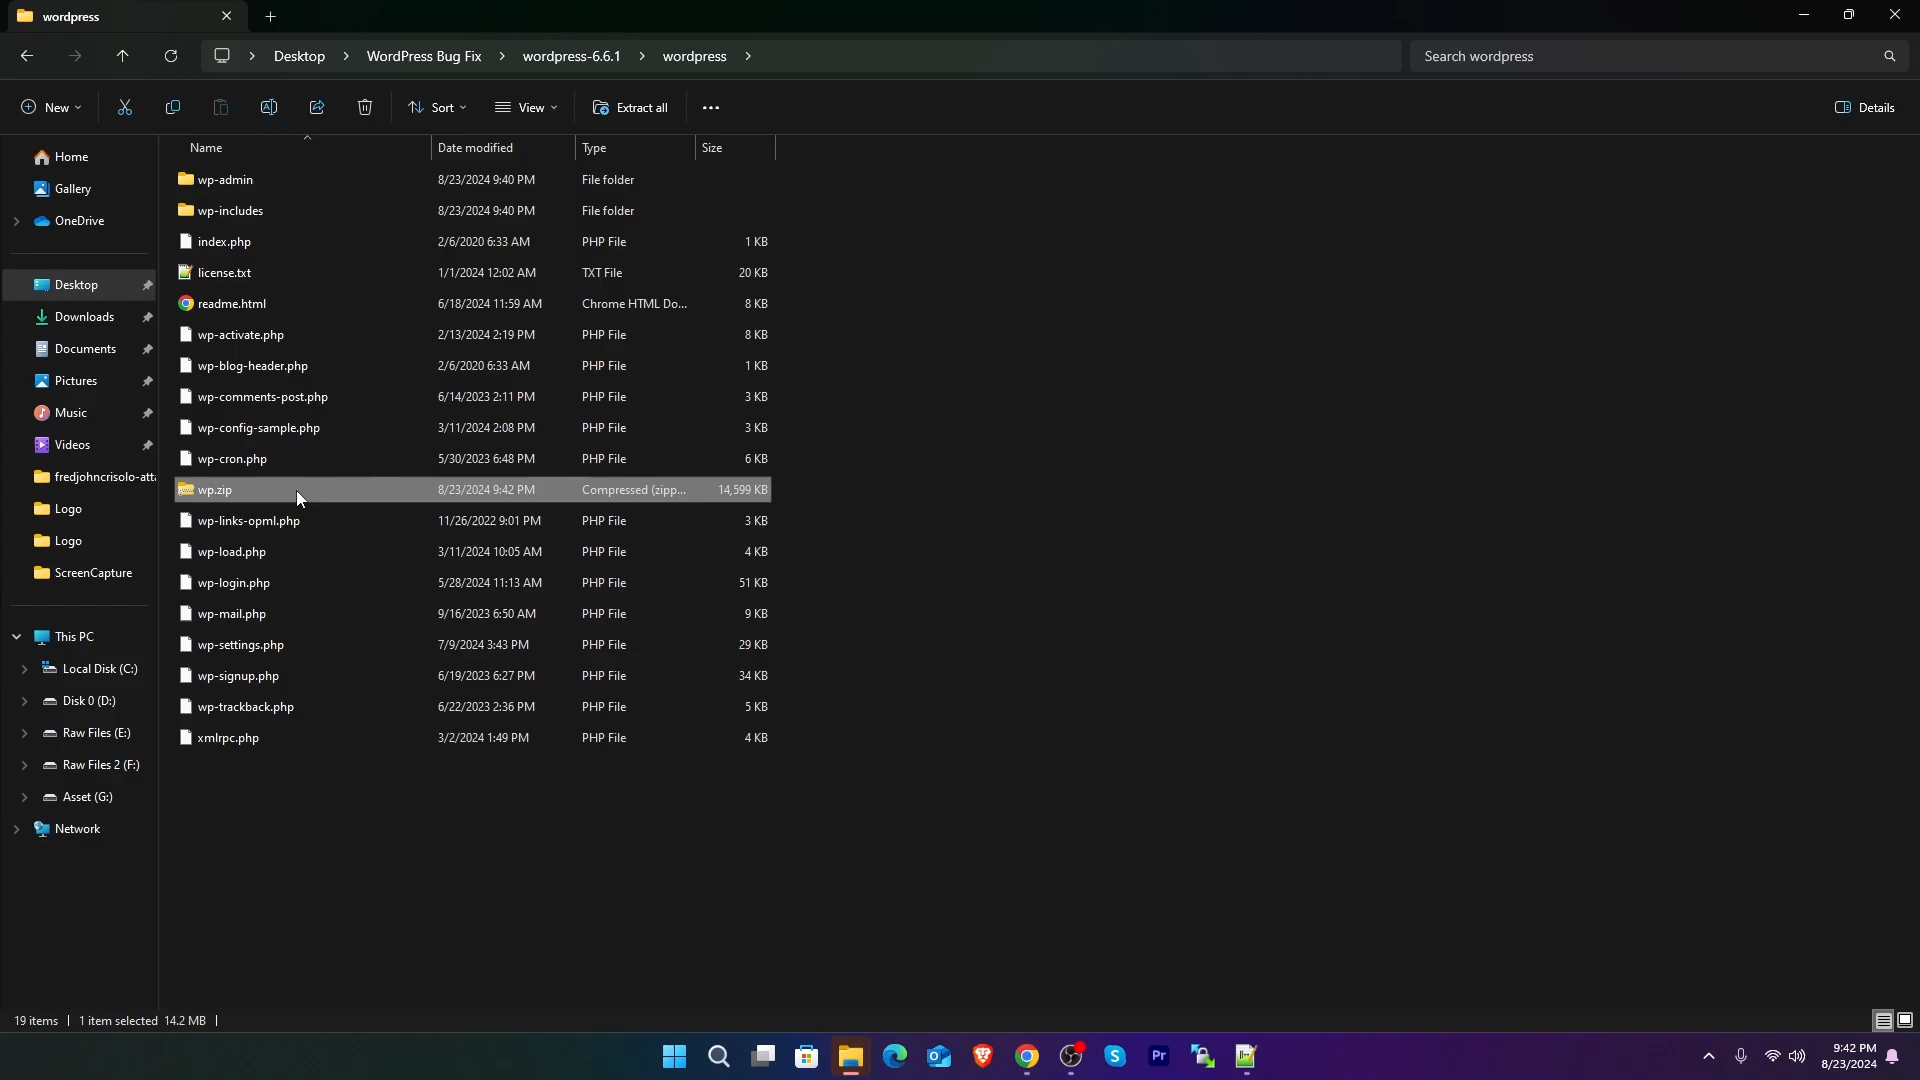 wordpress
Desktop > WordPress Bug Fix > wordpress-6.6.1 > wordpress >
Search wordpress
New
Sort
View
Extract all
Details
Name Date modified Type Size
wp-admin 8/23/2024 9:40 PM File folder
wp-includes 8/23/2024 9:40 PM File folder
index.php 2/6/2020 6:33 AM PHP File 1 KB
license.txt 1/1/2024 12:02 AM TXT File 20 KB
readme.html 6/18/2024 11:59 AM Chrome HTML Do... 8 KB
wp-activate.php 2/13/2024 2:19 PM PHP File 8 KB
wp-blog-header.php 2/6/2020 6:33 AM PHP File 1 KB
wp-comments-post.php 6/14/2023 2:11 PM PHP File 3 KB
wp-config-sample.php 3/11/2024 2:08 PM PHP File 3 KB
wp-cron.php 5/30/2023 6:48 PM PHP File 6 KB
wp.zip 8/23/2024 9:42 PM Compressed (zipp... 14,599 KB
wp-links-opml.php 11/26/2022 9:01 PM PHP File 3 KB
wp-load.php 3/11/2024 10:05 AM PHP File 4 KB
wp-login.php 5/28/2024 11:13 AM PHP File 51 KB
wp-mail.php 9/16/2023 6:50 AM PHP File 9 KB
wp-settings.php 7/9/2024 3:43 PM PHP File 29 KB
wp-signup.php 6/19/2023 6:27 PM PHP File 34 KB
wp-trackback.php 6/22/2023 2:36 PM PHP File 5 KB
xmlrpc.php 3/2/2024 1:49 PM PHP File 4 KB
Home
Gallery
OneDrive
Desktop
Downloads
Documents
Pictures
Music
Videos
fredjohncrisolo-atta
Logo
Logo
ScreenCapture
This PC
Local Disk (C:)
Disk 0 (D:)
Raw Files (E:)
Raw Files 2 (F:)
Asset (G:)
Network
19 items | 1 item selected 14.2 MB |
Pr
9:42 PM
8/23/2024